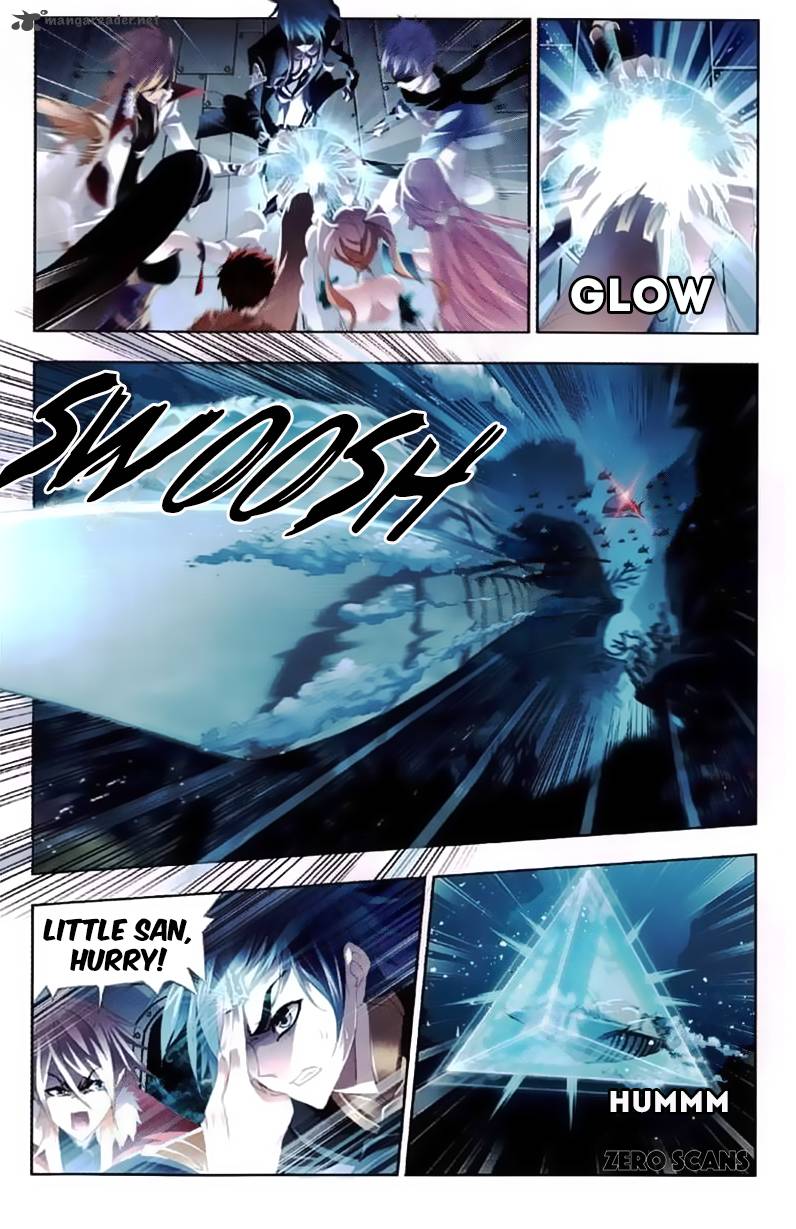 mangareader.net
GLOW
SWOOSH
LITTLE SAN,
HURRY!
HUMMM
ZERO SCANS